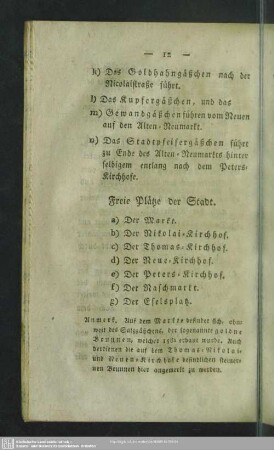 — 12 —
k) Das Goldhahngäßchen nach der
Nicolaistraße führt.
l) Das Kupfergäßchen, und das
m) Gewandgäßchen führen vom Neuen
auf den Alten-Neumarkt.
n) Das Stadtpfeifergäßchen führt
zu Ende des Alten-Neumarkts hinter
selbigem entlang nach dem Peters-
Kirchhofe.
Freie Plätze der Stadt.
a) Der Markt.
b) Der Nikolai-Kirchhof.
c) Der Thomas-Kirchhof.
d) Der Neue-Kirchhof.
e) Der Peters-Kirchhof.
f) Der Naschmarkt.
g) Der Eselsplatz.
Anmerk. Auf dem Markte befindet sich, ohn-
weit des Salzgäßchens, der sogenannte goldne
Brunnen, welcher erbaut wurde. Auch
verdienen die auf dem Thomas-Nikolai-
und Neuen-Kirchhofe befindlichen steiner-
nen Brunnen hier angemerkt zu werden.